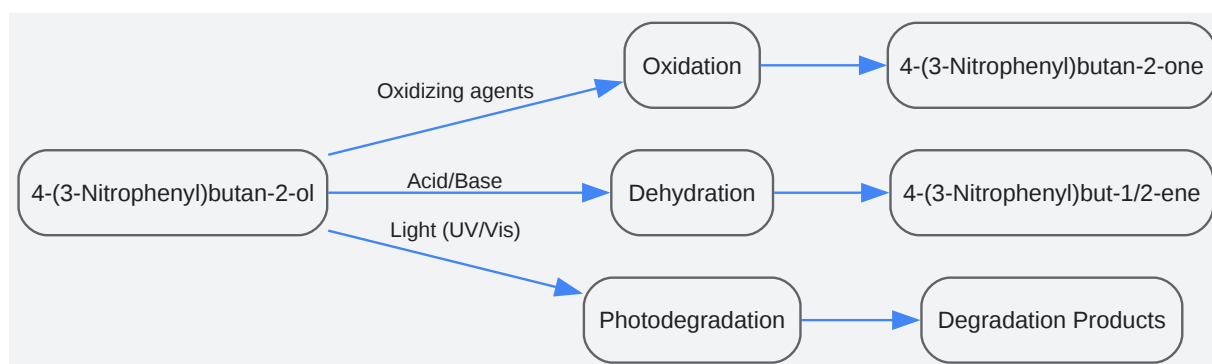 Oxidation
4-(3-Nitrophenyl)butan-2-one
Oxidizing agents
4-(3-Nitrophenyl)butan-2-ol
Acid/Base
Dehydration
4-(3-Nitrophenyl)but-1/2-ene
Light (UV/Vis)
Photodegradation
Degradation Products